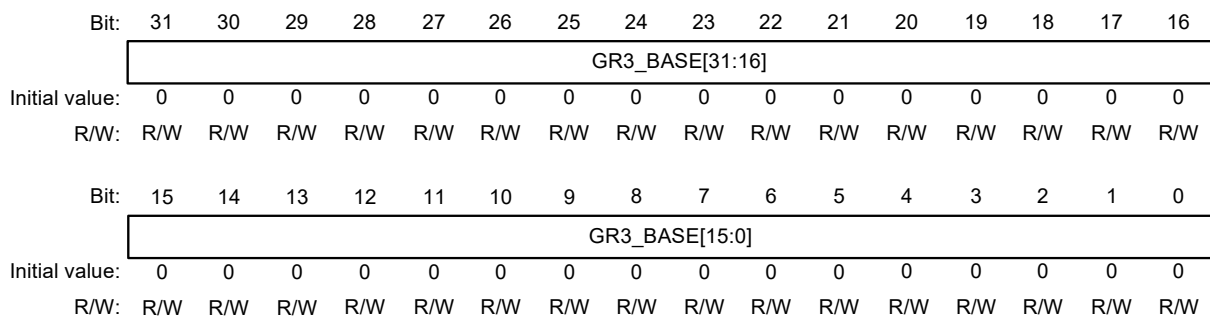 Bit: 31 30 29 28 27 26 25 24 23 22 21 20 19 18 17 16
GR3_BASE[31:16]
Initial value: 0 0 0 0 0 0 0 0 0 0 0 0 0 0 0 0
R/W: R/W R/W R/W R/W R/W R/W R/W R/W R/W R/W R/W R/W R/W R/W R/W R/W
Bit: 15 14 13 12 11 10 9 8 7 6 5 4 3 2 1 0
GR3_BASE[15:0]
Initial value: 0 0 0 0 0 0 0 0 0 0 0 0 0 0 0 0
R/W: R/W R/W R/W R/W R/W R/W R/W R/W R/W R/W R/W R/W R/W R/W R/W R/W